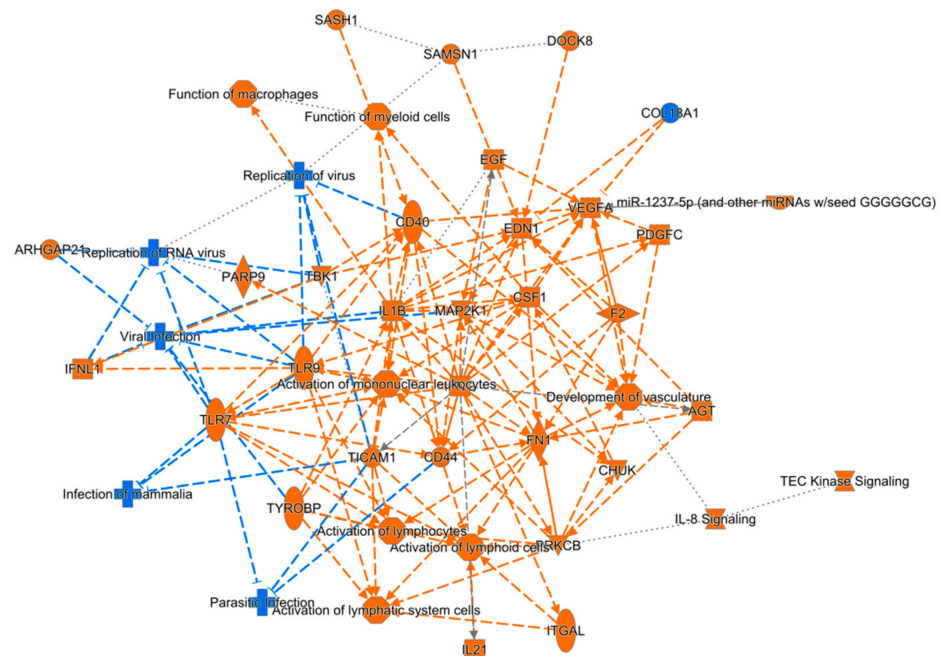 SASH1
DOCK8
SAMSN1
Function of macrophages
COL18A1
Function of myeloid cells
EGF
Replication of virus
miR-1237-5p (and other miRNAs w/seed GGGGGCG)
VEGFA
CD40
EDN1
PDGFC
ARHGAP21
Replication of RNA virus
PARP9
TBK1
CSF1
IL1B
MAP2K1
F2
Viral Infection
IFNL1
TLR9
Activation of mononuclear leukocytes
Development of vasculature
AGT
TLR7
FN1
TICAM1
CD44
CHUK
TEC Kinase Signaling
Infection of mammalia
TYROBP
IL-8 Signaling
Activation of lymphocytes
Activation of lymphoid cells
PRKCB
Parasitic Infection
Activation of lymphatic system cells
ITGAL
IL21